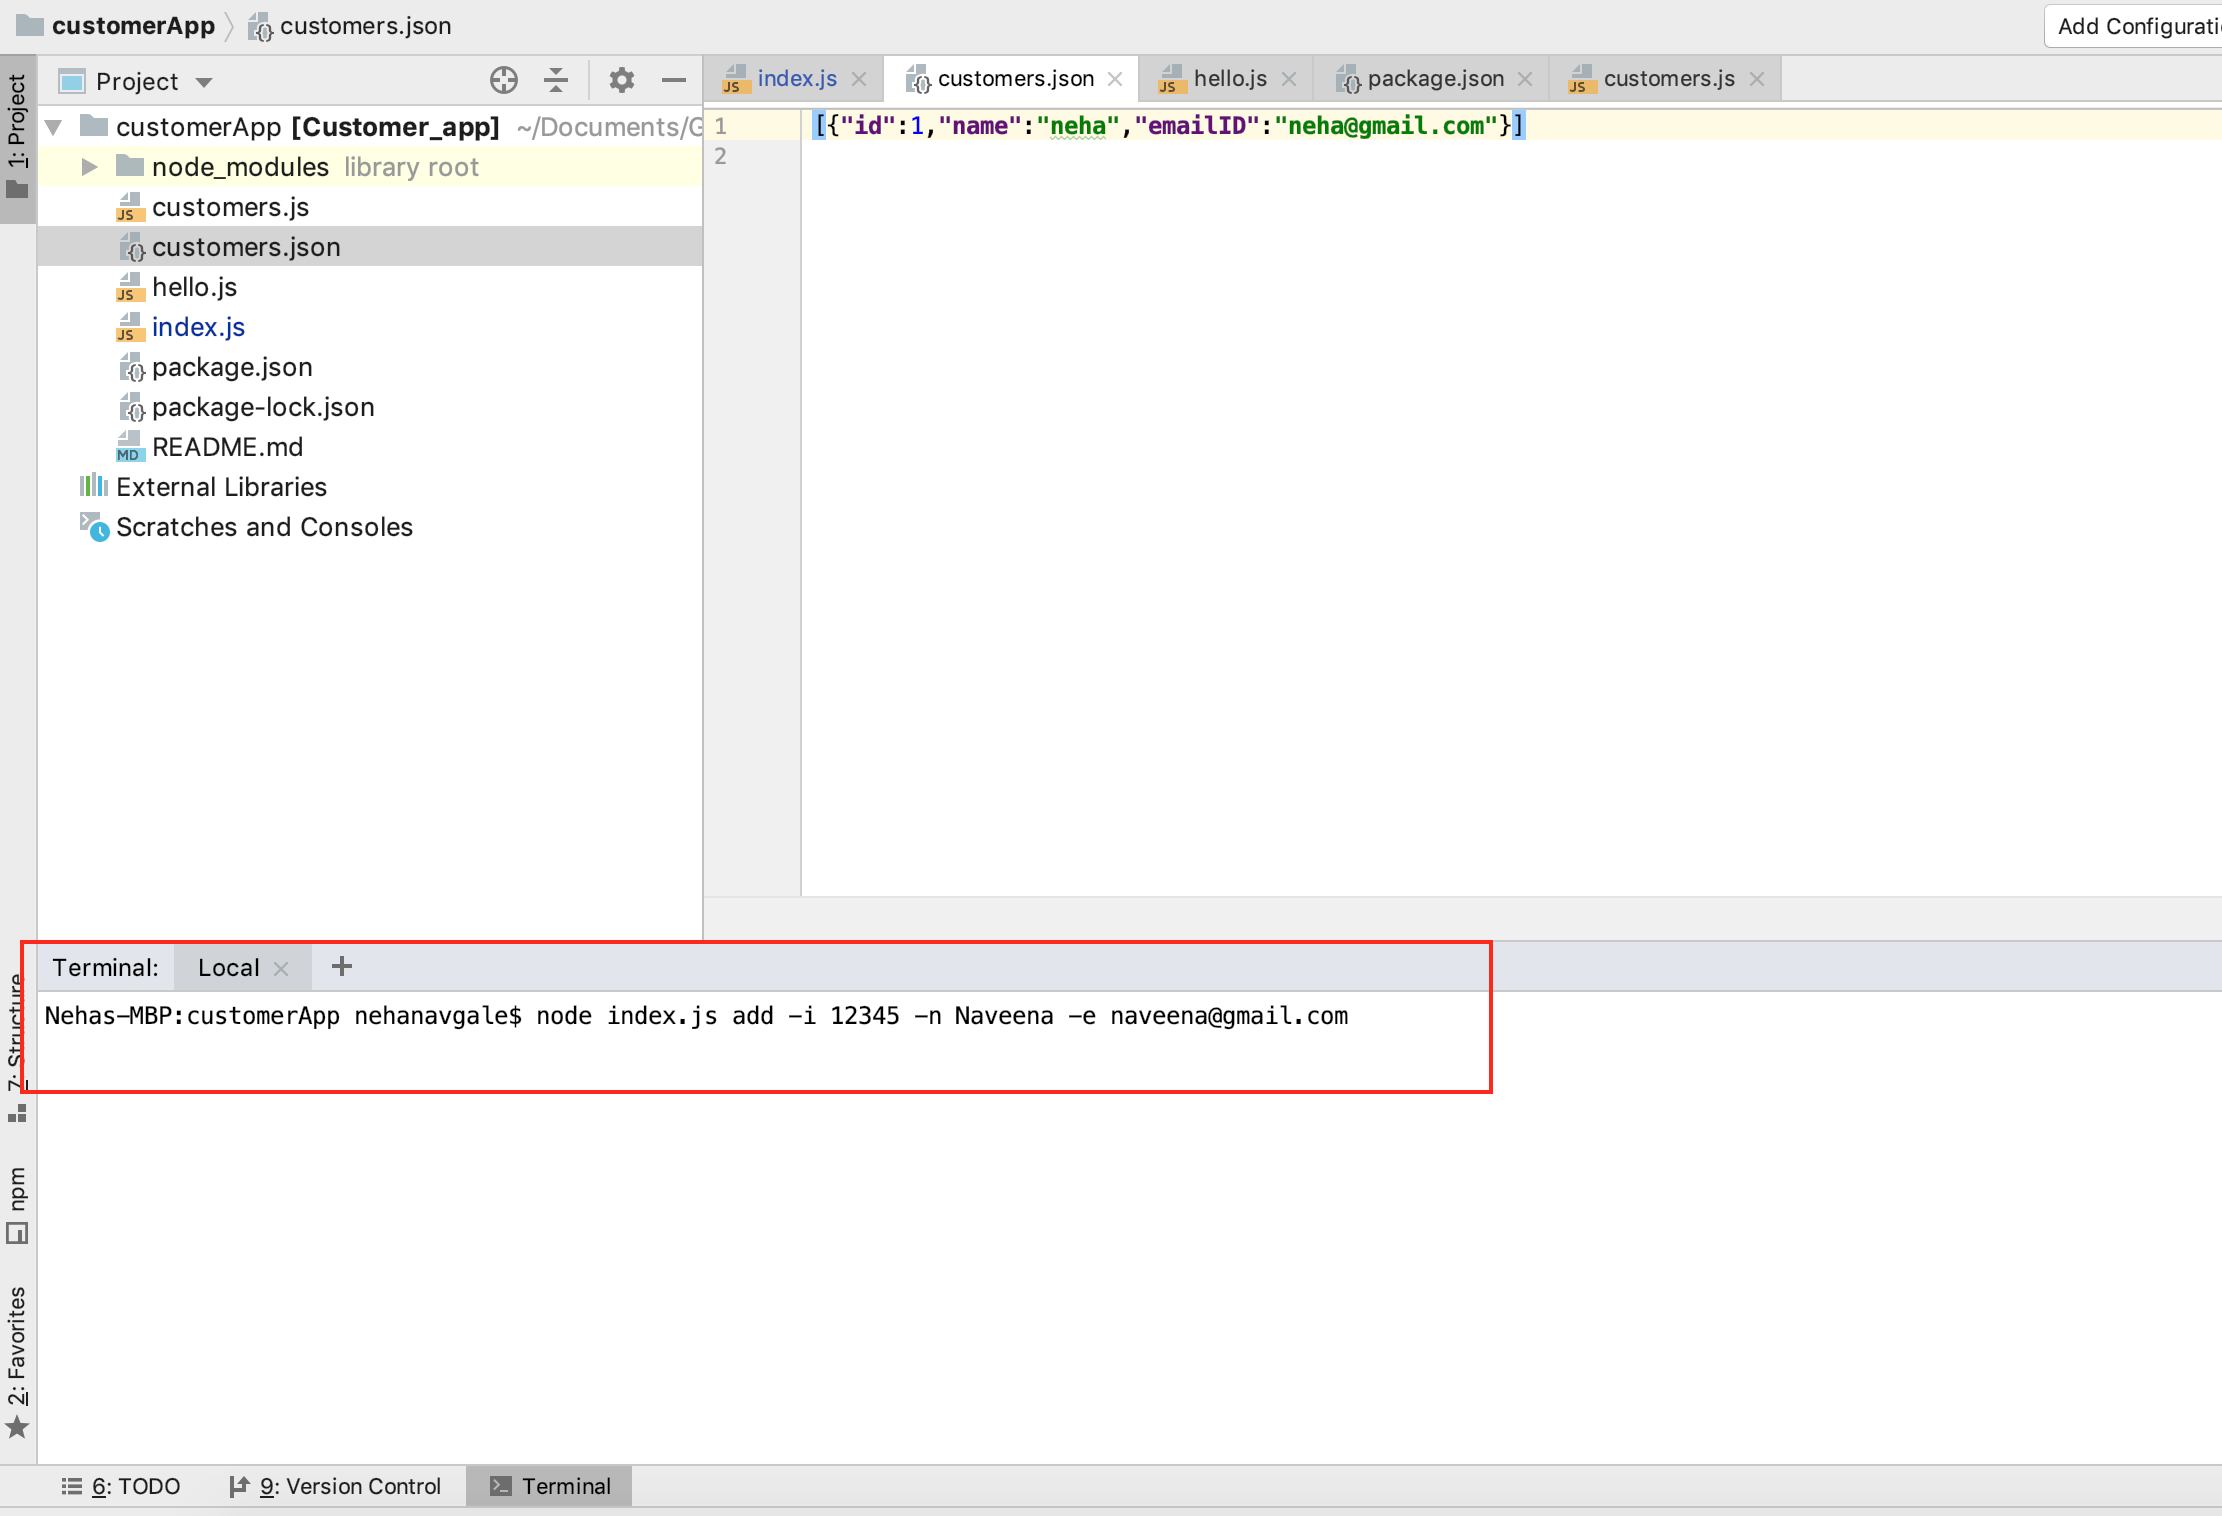 customerApp customers.json
Add Configurati
1: Project
Project
index.js customers.json hello.js package.json customers.js
customerApp [Customer_app] ~/Documents/G
node_modules library root
customers.js
customers.json
hello.js
index.js
package.json
package-lock.json
README.md
External Libraries
Scratches and Consoles
1 [{"id":1,"name":"neha","emailID":"neha@gmail.com"}]
2
Terminal: Local +
Nehas-MBP:customerApp nehanavgale$ node index.js add -i 12345 -n Naveena -e naveena@gmail.com
7: Structure
npm
2: Favorites
6: TODO 9: Version Control Terminal